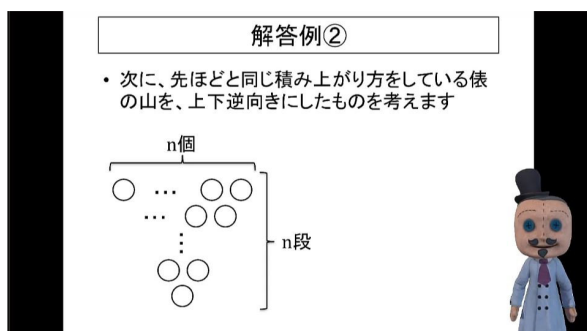 解答例②
• 次に、先ほどと同じ積み上がり方をしている俵
の山を、上下逆向きにしたものを考えます
n個
…
…
⋮
n段